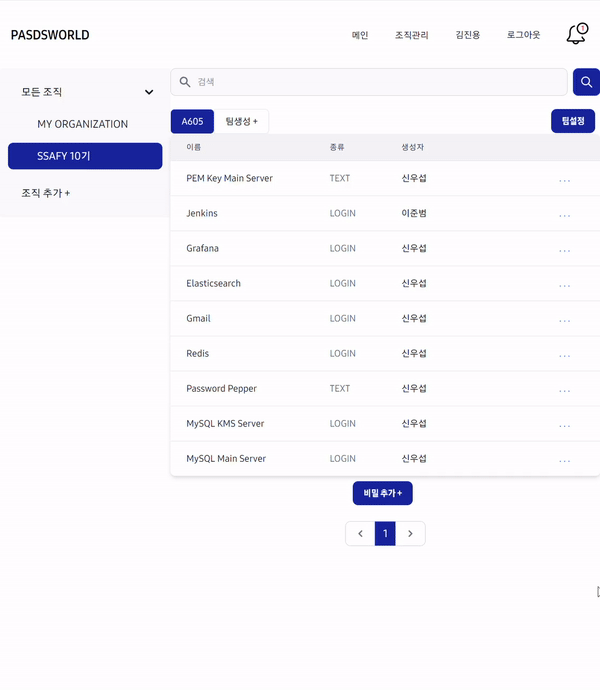 PASDSWORLD 메인 조직관리 김진용 로그아웃 1
모든 조직
MY ORGANIZATION
SSAFY 10기
조직 추가 +
검색
A605 팀생성 + 팀설정
이름 종류 생성자
PEM Key Main Server TEXT 신우섭 ...
Jenkins LOGIN 이준범 ...
Grafana LOGIN 신우섭 ...
Elasticsearch LOGIN 신우섭 ...
Gmail LOGIN 신우섭 ...
Redis LOGIN 신우섭 ...
Password Pepper TEXT 신우섭 ...
MySQL KMS Server LOGIN 신우섭 ...
MySQL Main Server LOGIN 신우섭 ...
비밀 추가 +
1